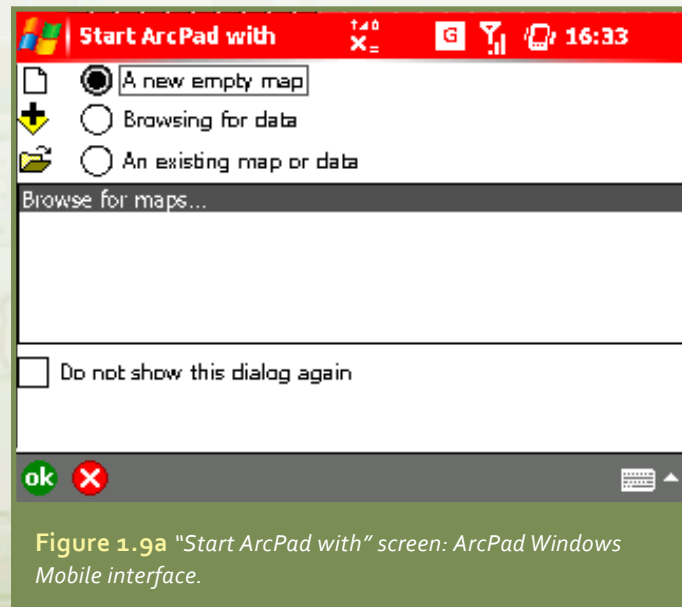 Start ArcPad with G 16:33
A new empty map
Browsing for data
An existing map or data
Browse for maps...
Do not show this dialog again
ok
Figure 1.9a "Start ArcPad with" screen: ArcPad Windows
Mobile interface.